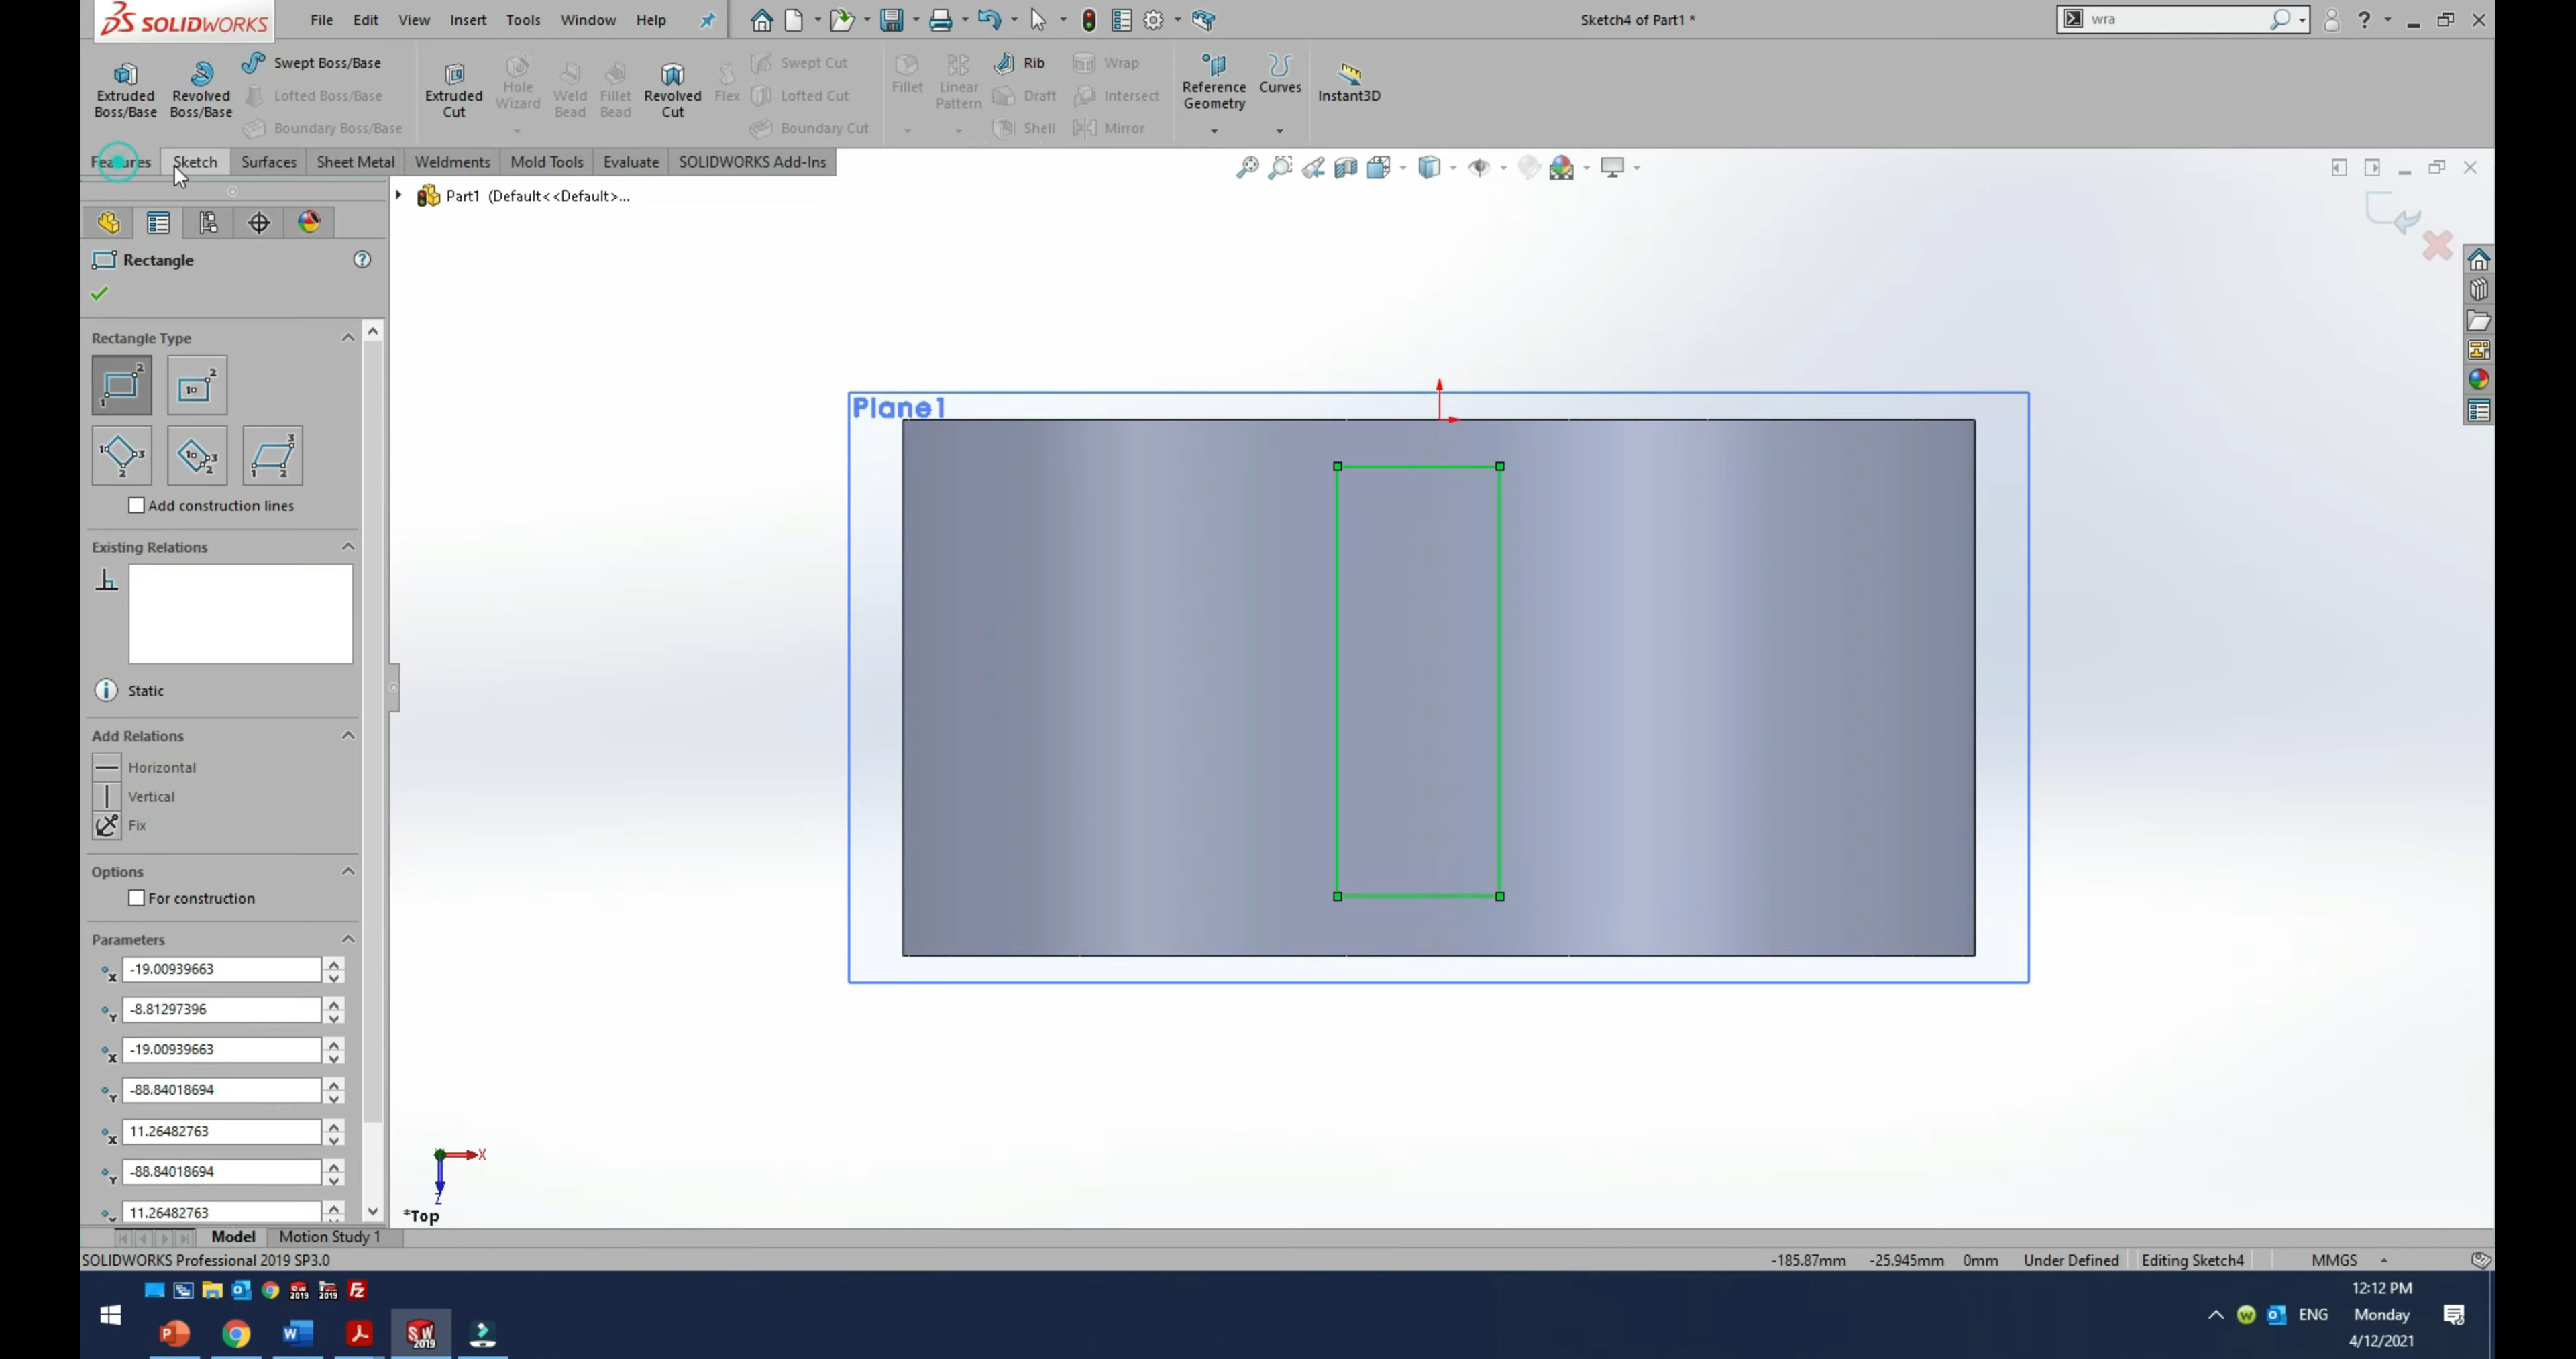 SOLIDWORKS File Edit View Insert Tools Window Help Sketch4 of Part1 * wra ?
Extruded Boss/Base Revolved Boss/Base Swept Boss/Base Lofted Boss/Base Boundary Boss/Base Extruded Cut Hole Wizard Weld Bead Fillet Bead Revolved Cut Flex Swept Cut Lofted Cut Boundary Cut Fillet Linear Pattern Rib Draft Shell Wrap Intersect Mirror Reference Geometry Curves Instant3D
Features Sketch Surfaces Sheet Metal Weldments Mold Tools Evaluate SOLIDWORKS Add-Ins
Part1 (Default<<Default>...
Rectangle
Rectangle Type
Add construction lines
Existing Relations
Static
Add Relations
Horizontal
Vertical
Fix
Options
For construction
Parameters
-19.00939663
-8.81297396
-19.00939663
-88.84018694
11.26482763
-88.84018694
11.26482763
Plane1
X
Z
*Top
Model Motion Study 1
SOLIDWORKS Professional 2019 SP3.0 -185.87mm -25.945mm 0mm Under Defined Editing Sketch4 MMGS
12:12 PM
ENG Monday
4/12/2021